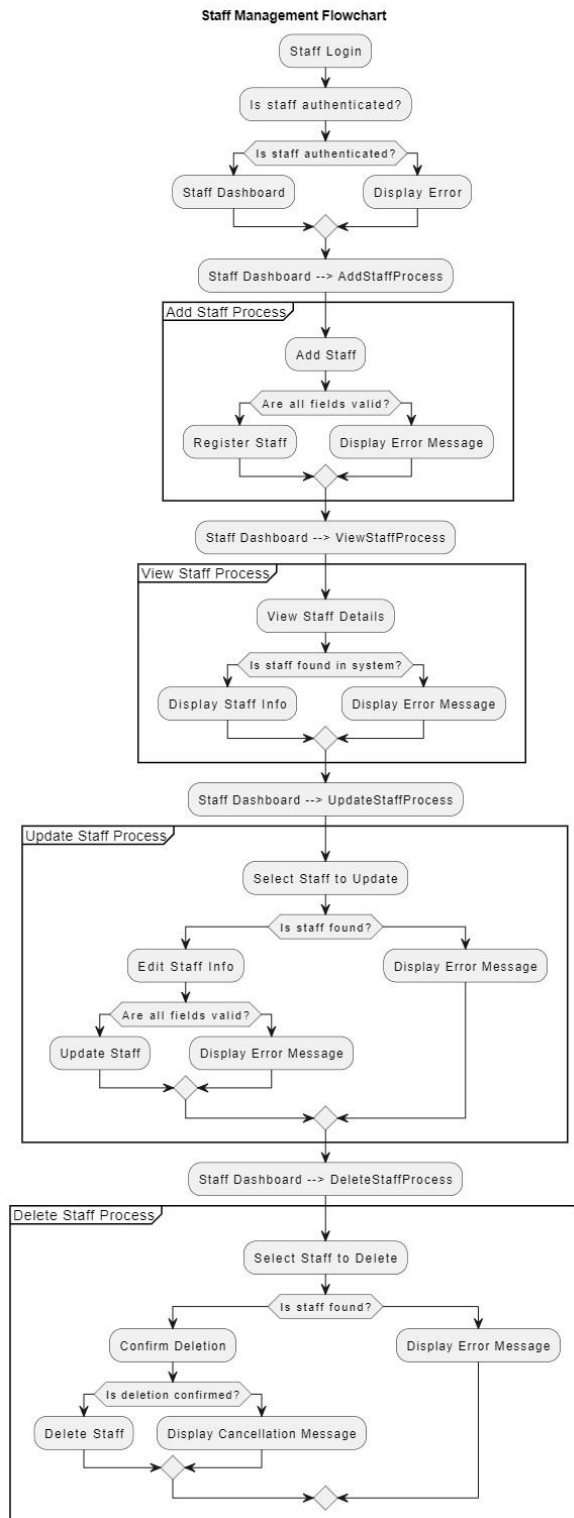 Staff Management Flowchart
Staff Login
Is staff authenticated?
Is staff authenticated?
Staff Dashboard
Display Error
Staff Dashboard --> AddStaffProcess
Add Staff Process
Add Staff
Are all fields valid?
Register Staff
Display Error Message
Staff Dashboard --> ViewStaffProcess
View Staff Process
View Staff Details
Is staff found in system?
Display Staff Info
Display Error Message
Staff Dashboard --> UpdateStaffProcess
Update Staff Process
Select Staff to Update
Is staff found?
Edit Staff Info
Display Error Message
Are all fields valid?
Update Staff
Display Error Message
Staff Dashboard --> DeleteStaffProcess
Delete Staff Process
Select Staff to Delete
Is staff found?
Confirm Deletion
Display Error Message
Is deletion confirmed?
Delete Staff
Display Cancellation Message